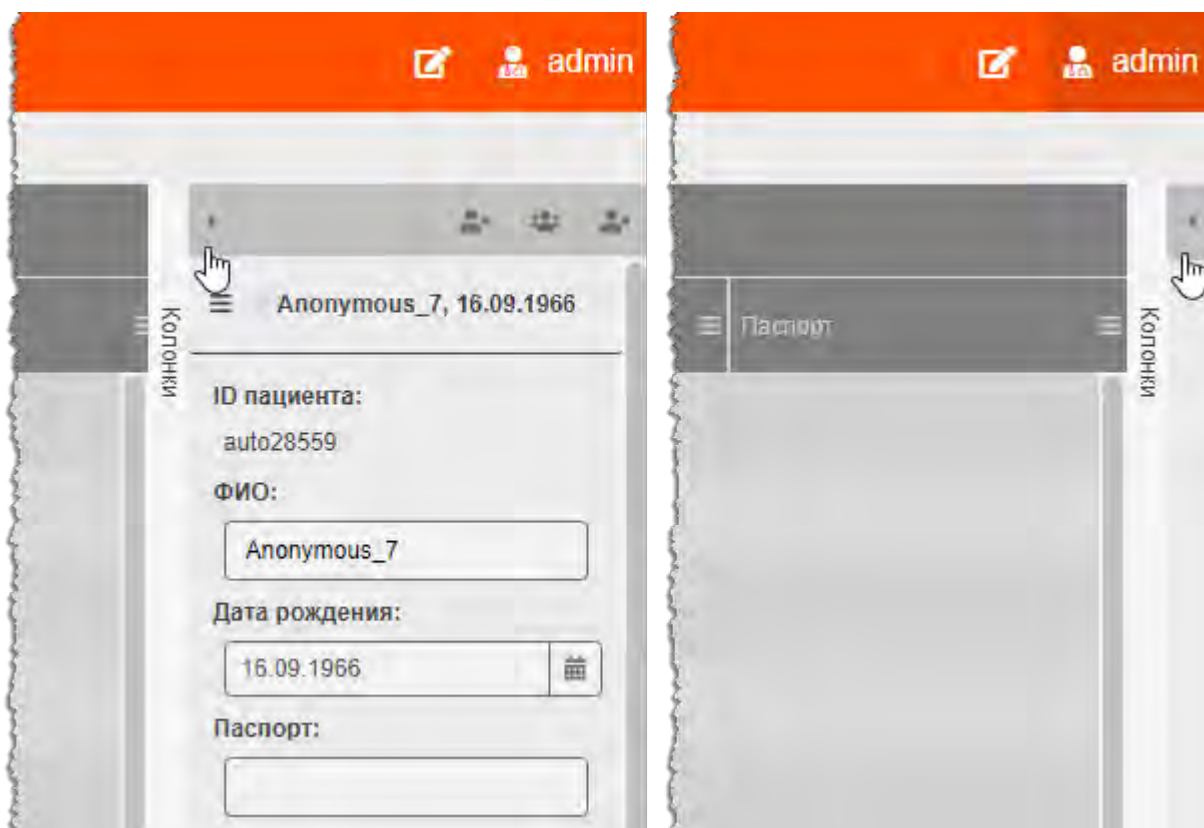 admin
Колонки
Anonymous_7, 16.09.1966
ID пациента:
auto28559
ФИО:
Anonymous_7
Дата рождения:
16.09.1966
Паспорт:
admin
Паспорт
Колонки